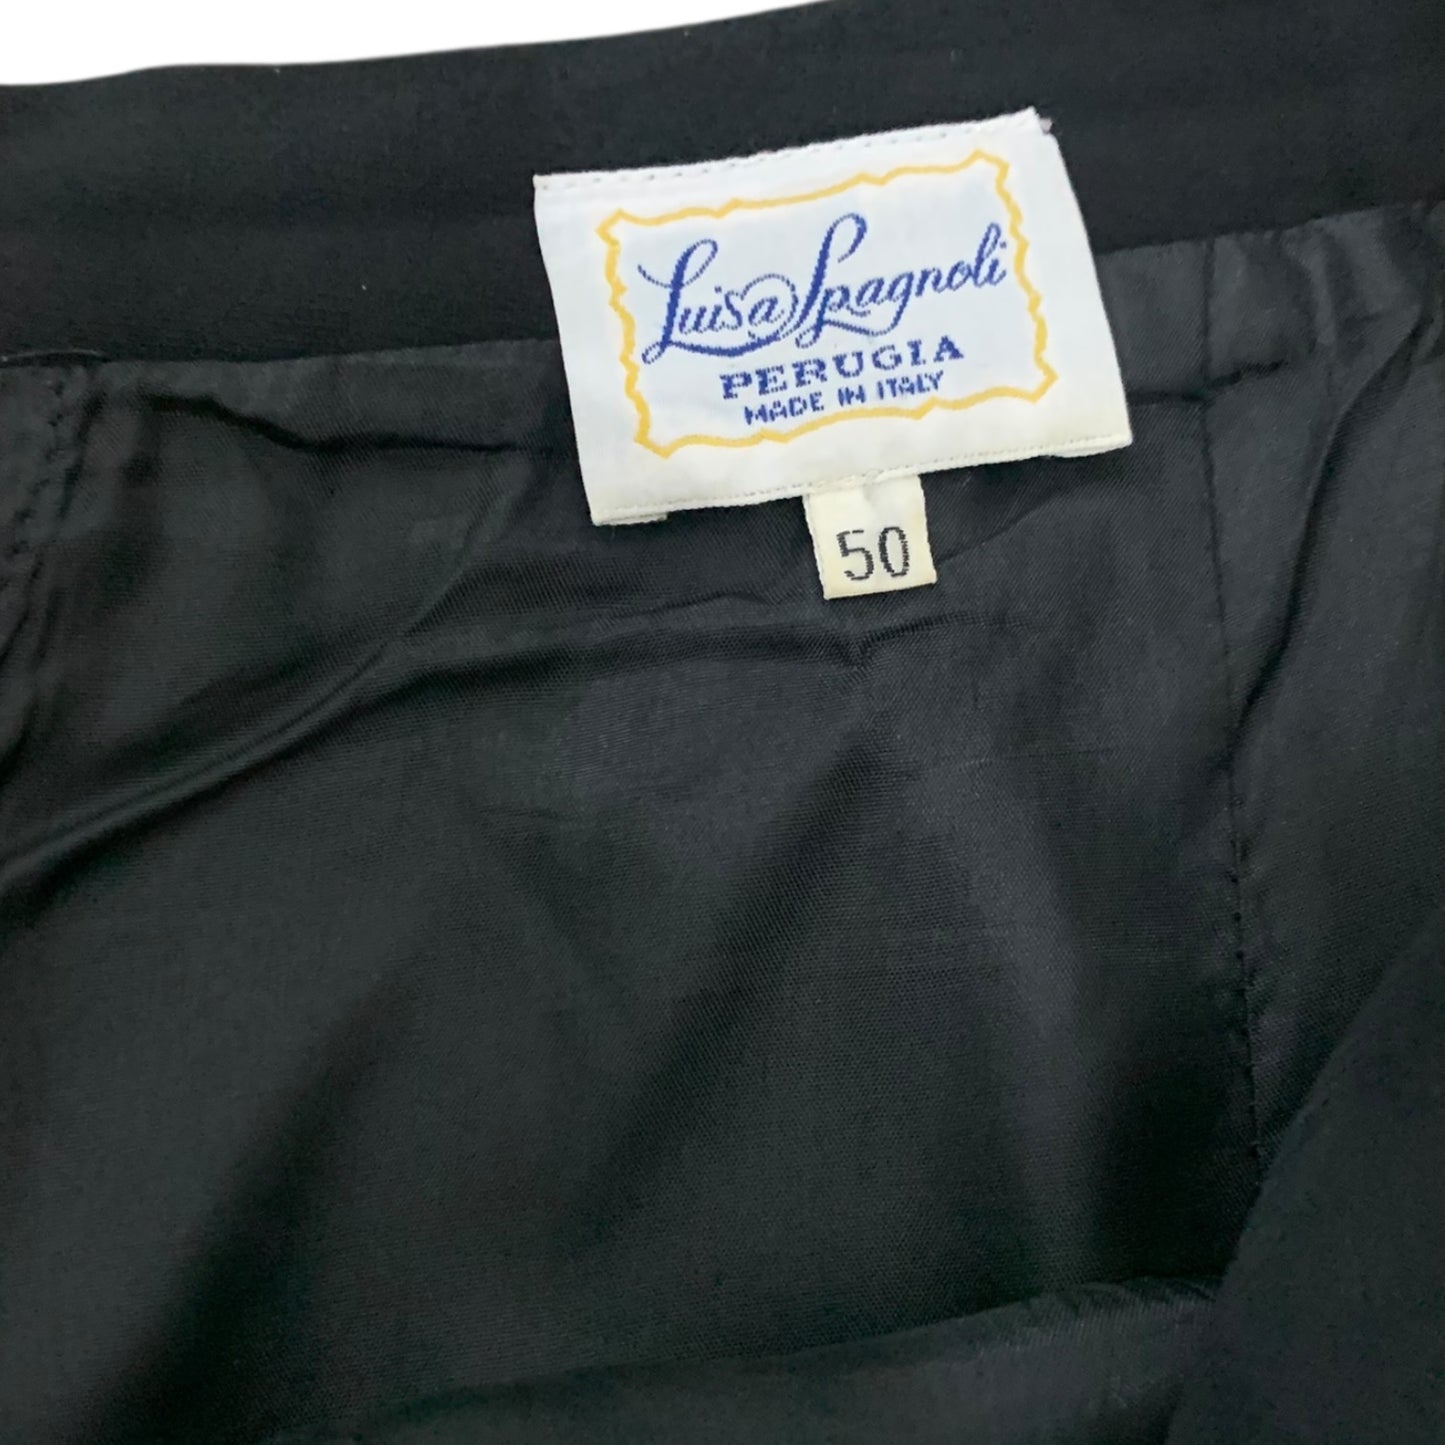 Luisa Spagnoli
PERUGIA
MADE IN ITALY
50